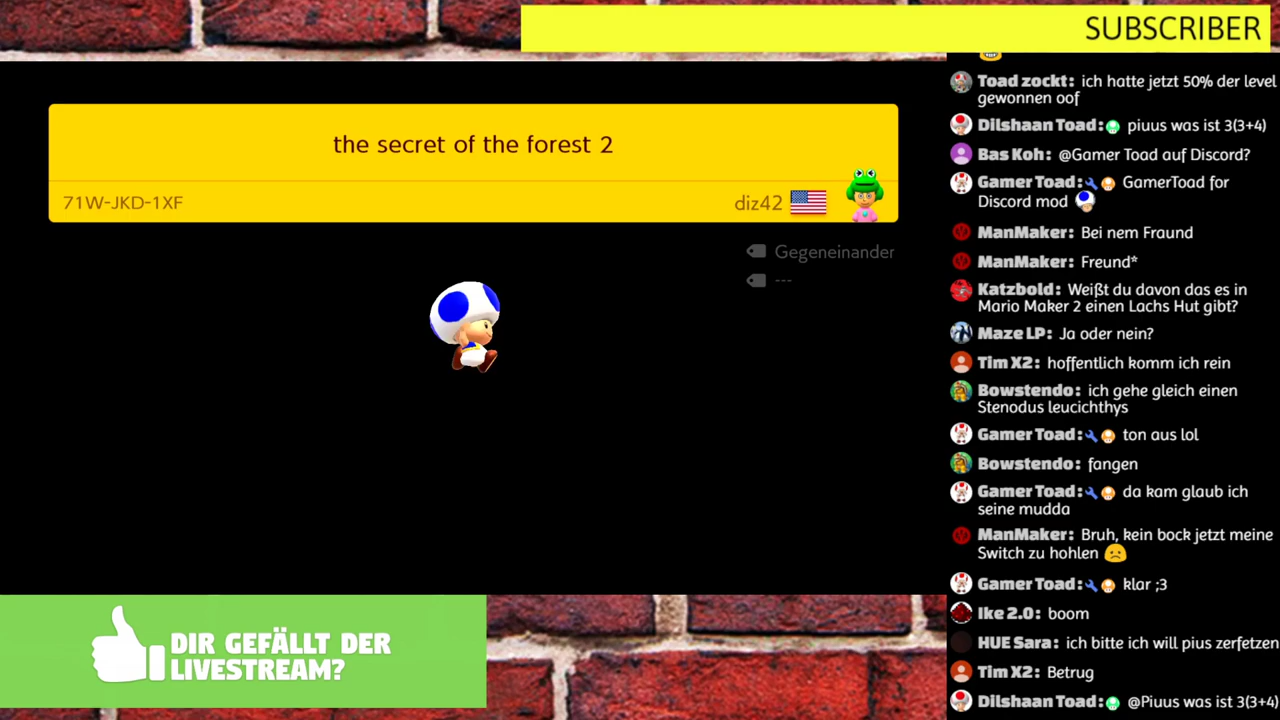 SUBSCRIBER
the secret of the forest 2
71W-JKD-1XF
diz42
Gegeneinander
---
DIR GEFÄLLT DER
LIVESTREAM?
Toad zockt: ich hatte jetzt 50% der level
gewonnen oof
Dilshaan Toad: piuus was ist 3(3+4)
Bas Koh: @Gamer Toad auf Discord?
Gamer Toad: GamerToad for
Discord mod
ManMaker: Bei nem Fraund
ManMaker: Freund*
Katzbold: Weißt du davon das es in
Mario Maker 2 einen Lachs Hut gibt?
Maze LP: Ja oder nein?
Tim X2: hoffentlich komm ich rein
Bowstendo: ich gehe gleich einen
Stenodus leucichthys
Gamer Toad: ton aus lol
Bowstendo: fangen
Gamer Toad: da kam glaub ich
seine mudda
ManMaker: Bruh, kein bock jetzt meine
Switch zu hohlen
Gamer Toad: klar ;3
Ike 2.0: boom
HUE Sara: ich bitte ich will pius zerfetzen
Tim X2: Betrug
Dilshaan Toad: @Piuus was ist 3(3+4)